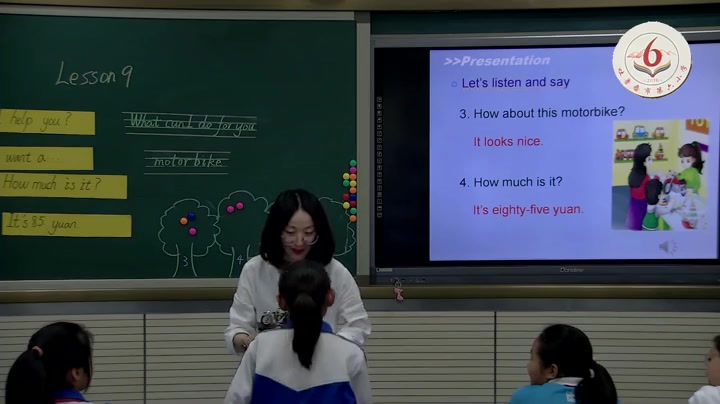 Lesson 9
help you?
want a...
How much is it?
It's 85 yuan.
What can I do for you
motorbike
3
4
>>Presentation
Let's listen and say
3. How about this motorbike?
It looks nice.
4. How much is it?
It's eighty-five yuan.
6
2016